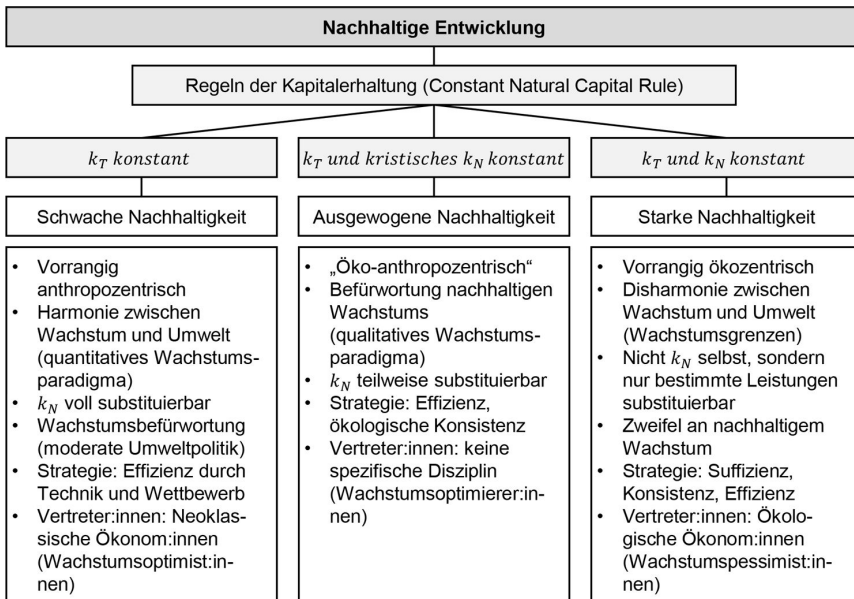 Nachhaltige Entwicklung
Regeln der Kapitalerhaltung (Constant Natural Capital Rule)
k_T konstant
Schwache Nachhaltigkeit
• Vorrangig
anthropozentrisch
• Harmonie zwischen
Wachstum und Umwelt
(quantitatives Wachstums-
paradigma)
• k_N voll substituierbar
• Wachstumsbefürwortung
(moderate Umweltpolitik)
• Strategie: Effizienz durch
Technik und Wettbewerb
• Vertreter:innen: Neoklas-
sische Ökonom:innen
(Wachstumsoptimist:in-
nen)
k_T und kristisches k_N konstant
Ausgewogene Nachhaltigkeit
• „Öko-anthropozentrisch“
• Befürwortung nachhaltigen
Wachstums
(qualitatives Wachstums-
paradigma)
• k_N teilweise substituierbar
• Strategie: Effizienz,
ökologische Konsistenz
• Vertreter:innen: keine
spezifische Disziplin
(Wachstumsoptimierer:in-
nen)
k_T und k_N konstant
Starke Nachhaltigkeit
• Vorrangig ökozentrisch
• Disharmonie zwischen
Wachstum und Umwelt
(Wachstumsgrenzen)
• Nicht k_N selbst, sondern
nur bestimmte Leistungen
substituierbar
• Zweifel an nachhaltigem
Wachstum
• Strategie: Suffizienz,
Konsistenz, Effizienz
• Vertreter:innen: Ökolo-
gische Ökonom:innen
(Wachstumspessimist:in-
nen)